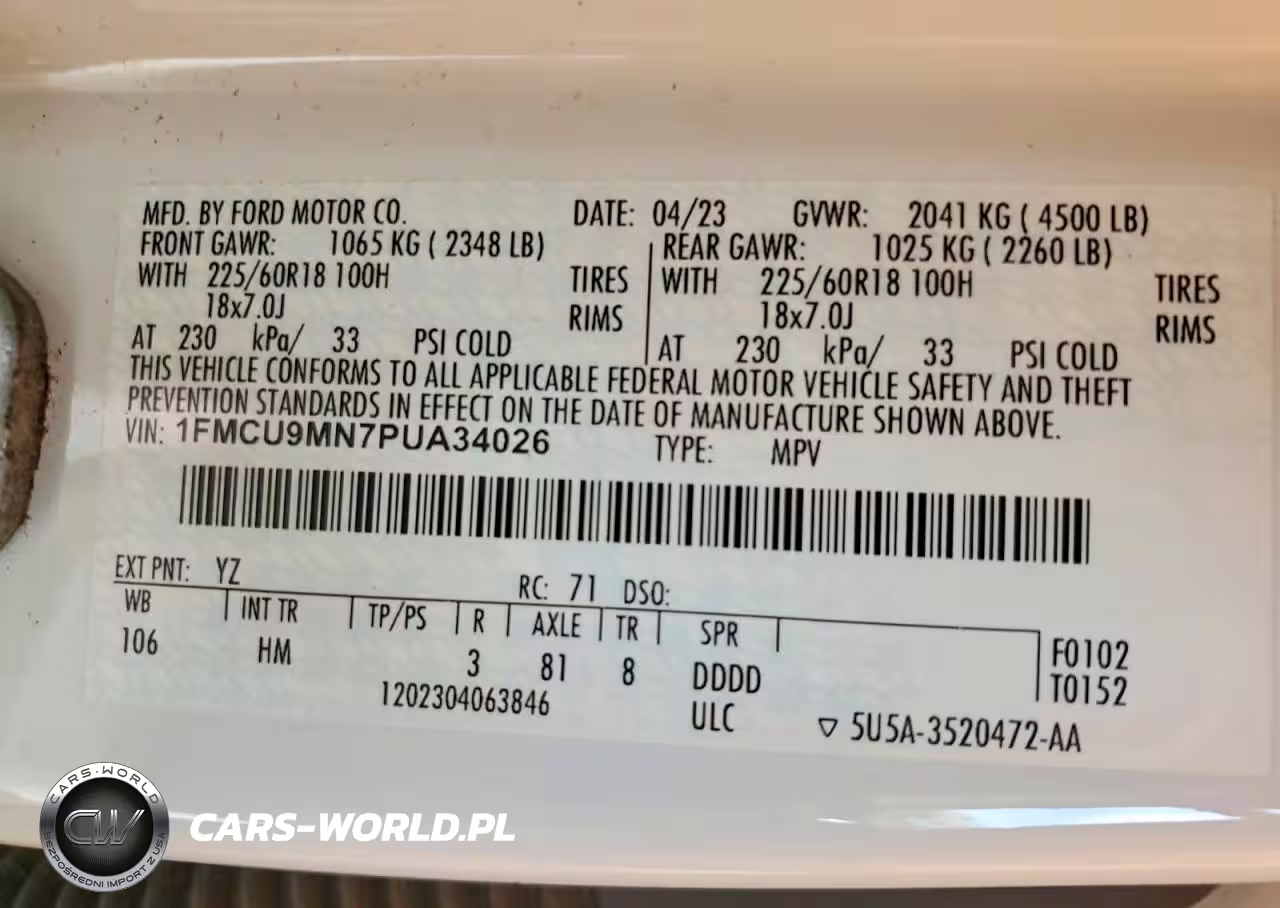 MFD. BY FORD MOTOR CO. DATE: 04/23 GVWR: 2041 KG ( 4500 LB)
FRONT GAWR: 1065 KG ( 2348 LB) REAR GAWR: 1025 KG ( 2260 LB)
WITH 225/60R18 100H TIRES WITH 225/60R18 100H TIRES
18x7.0J RIMS 18x7.0J RIMS
AT 230 kPa/ 33 PSI COLD AT 230 kPa/ 33 PSI COLD
THIS VEHICLE CONFORMS TO ALL APPLICABLE FEDERAL MOTOR VEHICLE SAFETY AND THEFT
PREVENTION STANDARDS IN EFFECT ON THE DATE OF MANUFACTURE SHOWN ABOVE.
VIN: 1FMCU9MN7PUA34026 TYPE: MPV
EXT PNT: YZ RC: 71 DSO:
WB INT TR TP/PS R AXLE TR SPR F0102
106 HM 3 81 8 DDDD T0152
1202304063846 ULC ▽ 5U5A-3520472-AA
CARS-WORLD
CW
BEZPOŚREDNI IMPORT Z USA
CARS-WORLD.PL